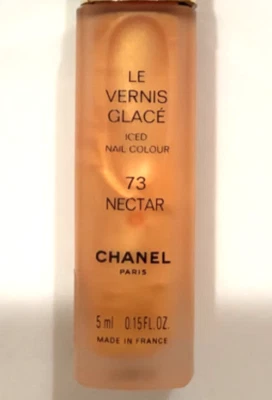 LE
VERNIS
GLACÉ
ICED
NAIL COLOUR
73
NECTAR
CHANEL
PARIS
5 ml 0.15FL.OZ.
MADE IN FRANCE